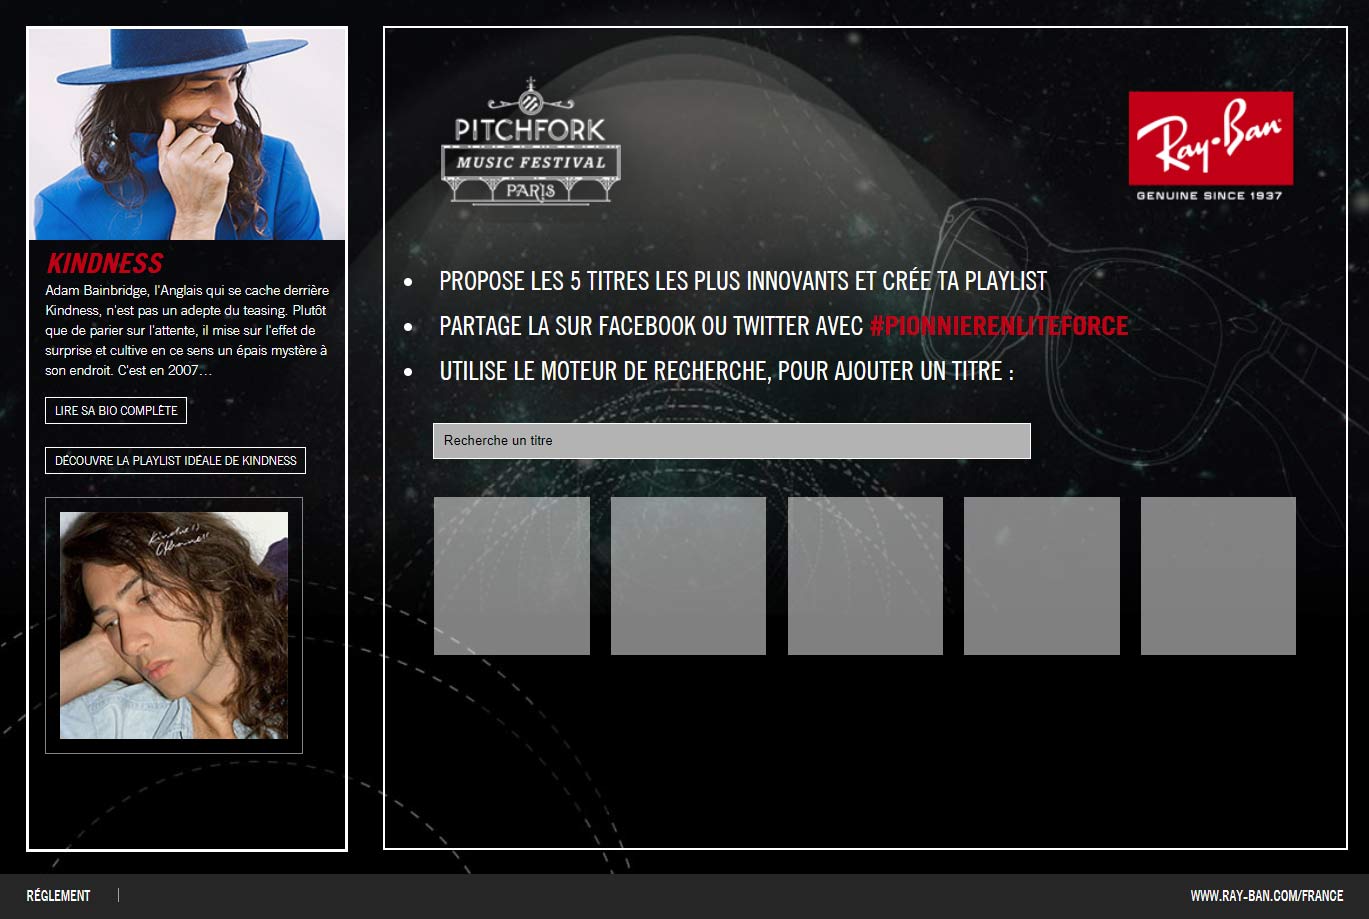 KINDNESS
Adam Bainbridge, l'Anglais qui se cache derrière
Kindness, n'est pas un adepte du teasing. Plutôt
que de parier sur l'attente, il mise sur l'effet de
surprise et cultive en ce sens un épais mystère à
son endroit. C'est en 2007…
LIRE SA BIO COMPLÈTE
DÉCOUVRE LA PLAYLIST IDÉALE DE KINDNESS
PITCHFORK
MUSIC FESTIVAL
PARIS
Ray-Ban
GENUINE SINCE 1937
• PROPOSE LES 5 TITRES LES PLUS INNOVANTS ET CRÉE TA PLAYLIST
• PARTAGE LA SUR FACEBOOK OU TWITTER AVEC #PIONNIERENLITEFORCE
• UTILISE LE MOTEUR DE RECHERCHE, POUR AJOUTER UN TITRE :
Recherche un titre
RÉGLEMENT |
WWW.RAY-BAN.COM/FRANCE